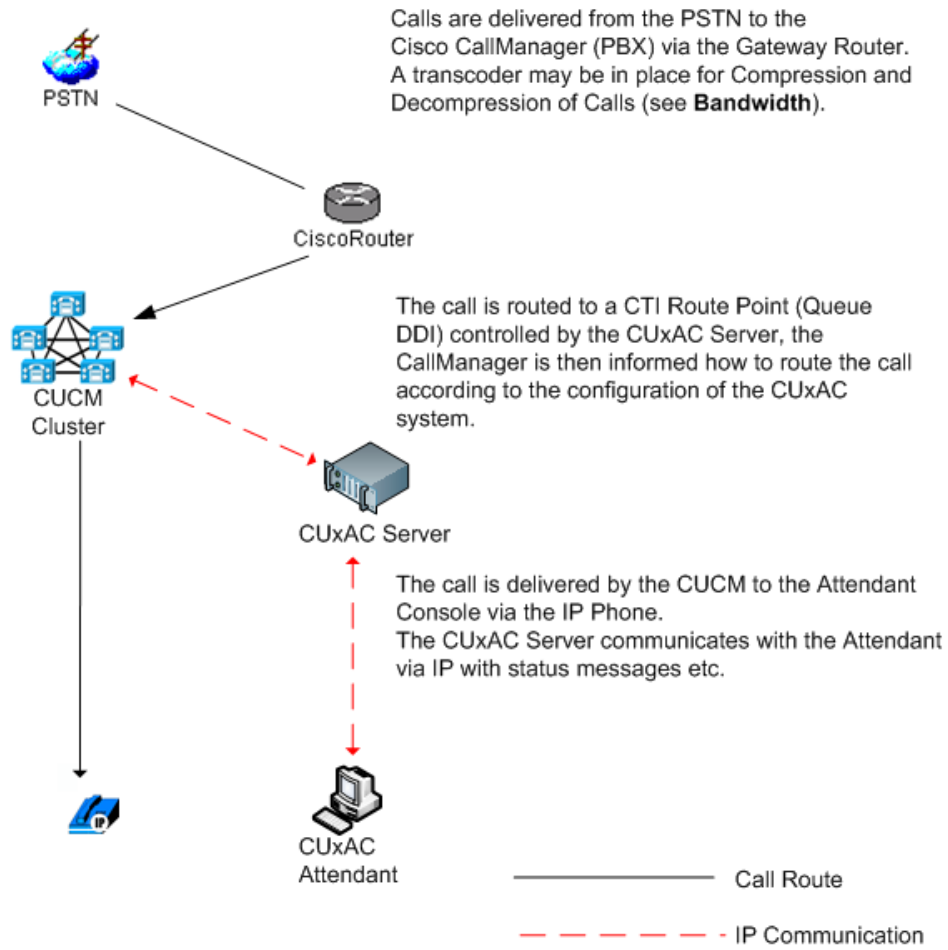 Calls are delivered from the PSTN to the
Cisco CallManager (PBX) via the Gateway Router.
A transcoder may be in place for Compression and
Decompression of Calls (see Bandwidth).
PSTN
CiscoRouter
The call is routed to a CTI Route Point (Queue
DDI) controlled by the CUxAC Server, the
CallManager is then informed how to route the call
according to the configuration of the CUxAC
system.
CUCM
Cluster
CUxAC Server
The call is delivered by the CUCM to the Attendant
Console via the IP Phone.
The CUxAC Server communicates with the Attendant
via IP with status messages etc.
IP
CUxAC
Attendant
Call Route
IP Communication